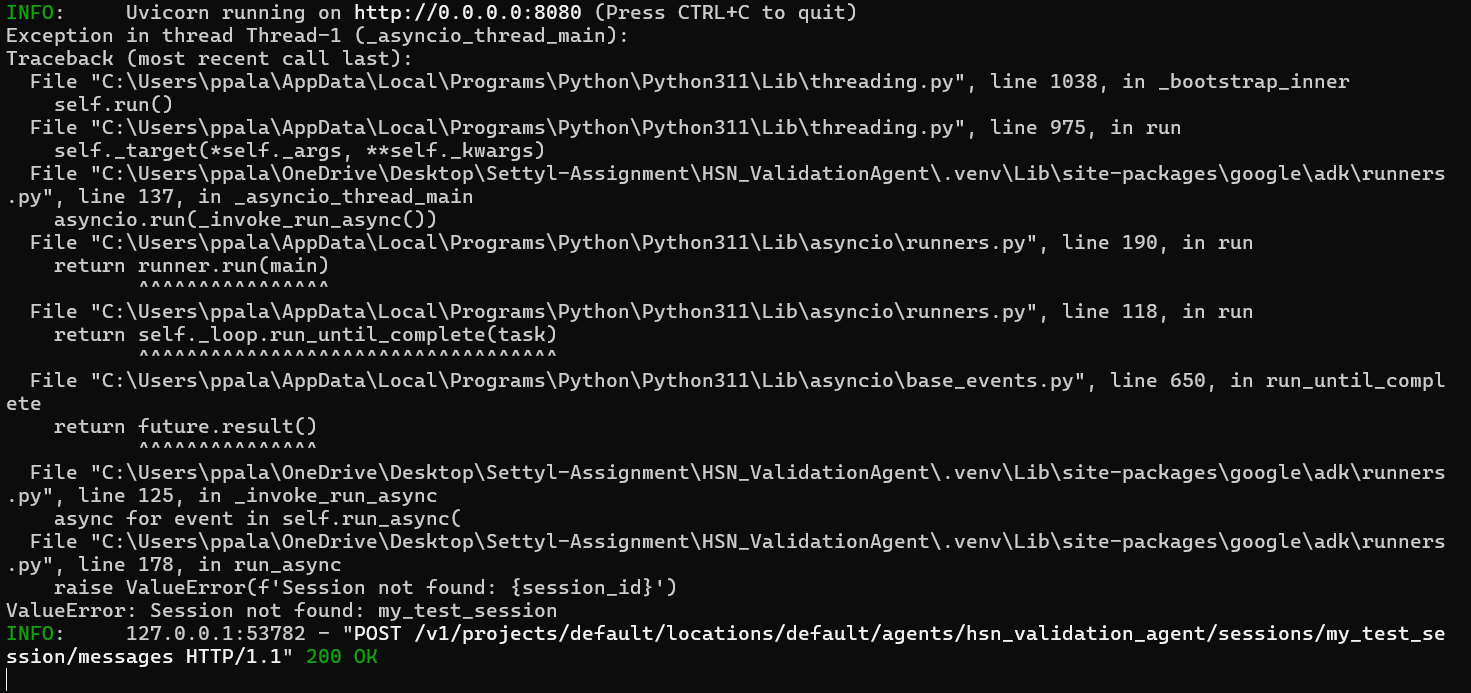 INFO:     Uvicorn running on http://0.0.0.0:8080 (Press CTRL+C to quit)
Exception in thread Thread-1 (_asyncio_thread_main):
Traceback (most recent call last):
  File "C:\Users\ppala\AppData\Local\Programs\Python\Python311\Lib\threading.py", line 1038, in _bootstrap_inner
    self.run()
  File "C:\Users\ppala\AppData\Local\Programs\Python\Python311\Lib\threading.py", line 975, in run
    self._target(*self._args, **self._kwargs)
  File "C:\Users\ppala\OneDrive\Desktop\Settyl-Assignment\HSN_ValidationAgent\.venv\Lib\site-packages\google\adk\runners
.py", line 137, in _asyncio_thread_main
    asyncio.run(_invoke_run_async())
  File "C:\Users\ppala\AppData\Local\Programs\Python\Python311\Lib\asyncio\runners.py", line 190, in run
    return runner.run(main)
           ^^^^^^^^^^^^^^^^
  File "C:\Users\ppala\AppData\Local\Programs\Python\Python311\Lib\asyncio\runners.py", line 118, in run
    return self._loop.run_until_complete(task)
           ^^^^^^^^^^^^^^^^^^^^^^^^^^^^^^^^^^^
  File "C:\Users\ppala\AppData\Local\Programs\Python\Python311\Lib\asyncio\base_events.py", line 650, in run_until_compl
ete
    return future.result()
           ^^^^^^^^^^^^^^^
  File "C:\Users\ppala\OneDrive\Desktop\Settyl-Assignment\HSN_ValidationAgent\.venv\Lib\site-packages\google\adk\runners
.py", line 125, in _invoke_run_async
    async for event in self.run_async(
  File "C:\Users\ppala\OneDrive\Desktop\Settyl-Assignment\HSN_ValidationAgent\.venv\Lib\site-packages\google\adk\runners
.py", line 178, in run_async
    raise ValueError(f'Session not found: {session_id}')
ValueError: Session not found: my_test_session
INFO:     127.0.0.1:53782 - "POST /v1/projects/default/locations/default/agents/hsn_validation_agent/sessions/my_test_se
ssion/messages HTTP/1.1" 200 OK